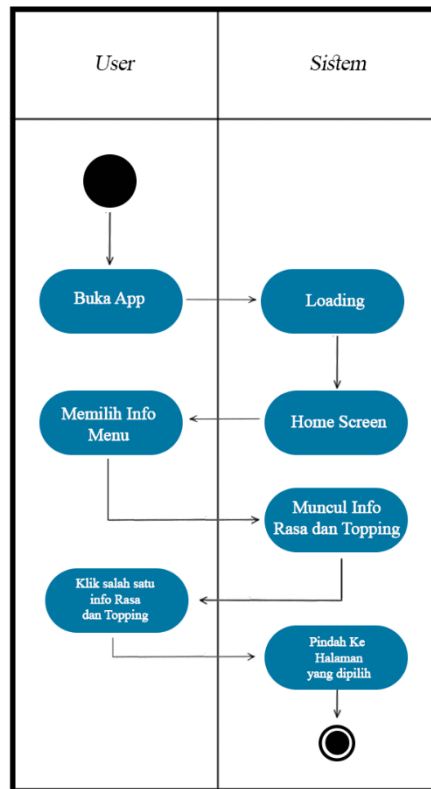 User
Sistem
Buka App
Loading
Memilih Info
Menu
Home Screen
Muncul Info
Rasa dan Topping
Klik salah satu
info Rasa
dan Topping
Pindah Ke
Halaman
yang dipilih